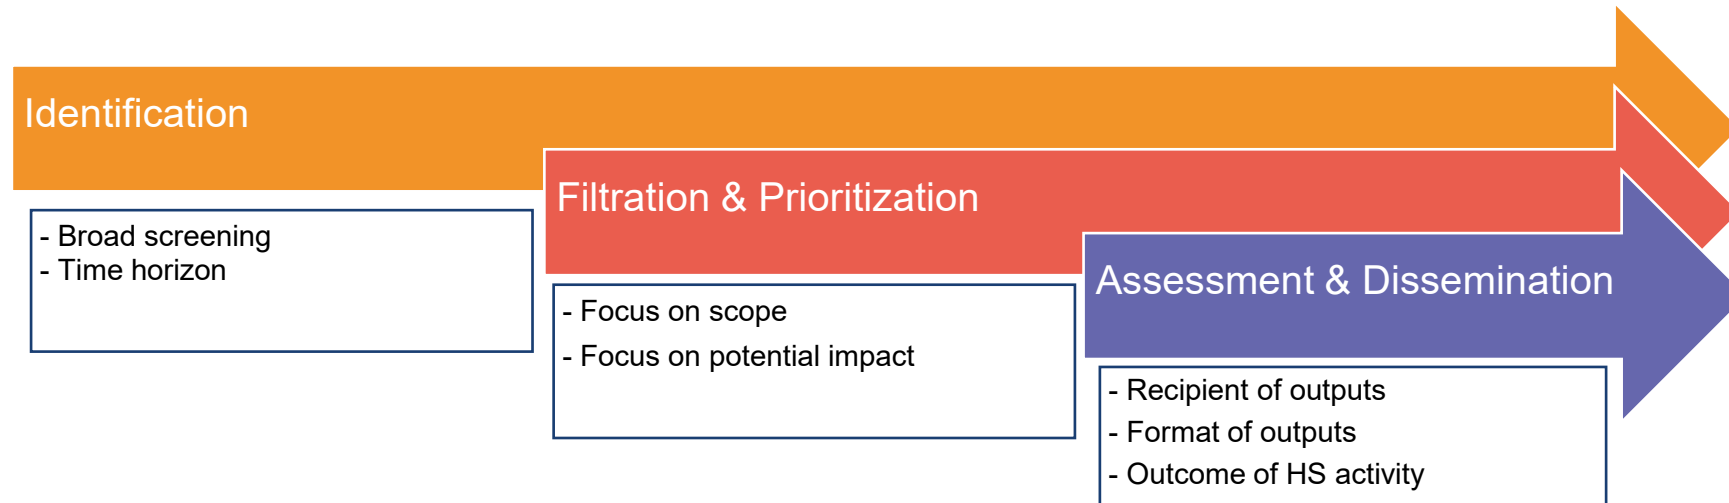 Identification
- Broad screening
- Time horizon
Filtration & Prioritization
- Focus on scope
- Focus on potential impact
Assessment & Dissemination
- Recipient of outputs
- Format of outputs
- Outcome of HS activity